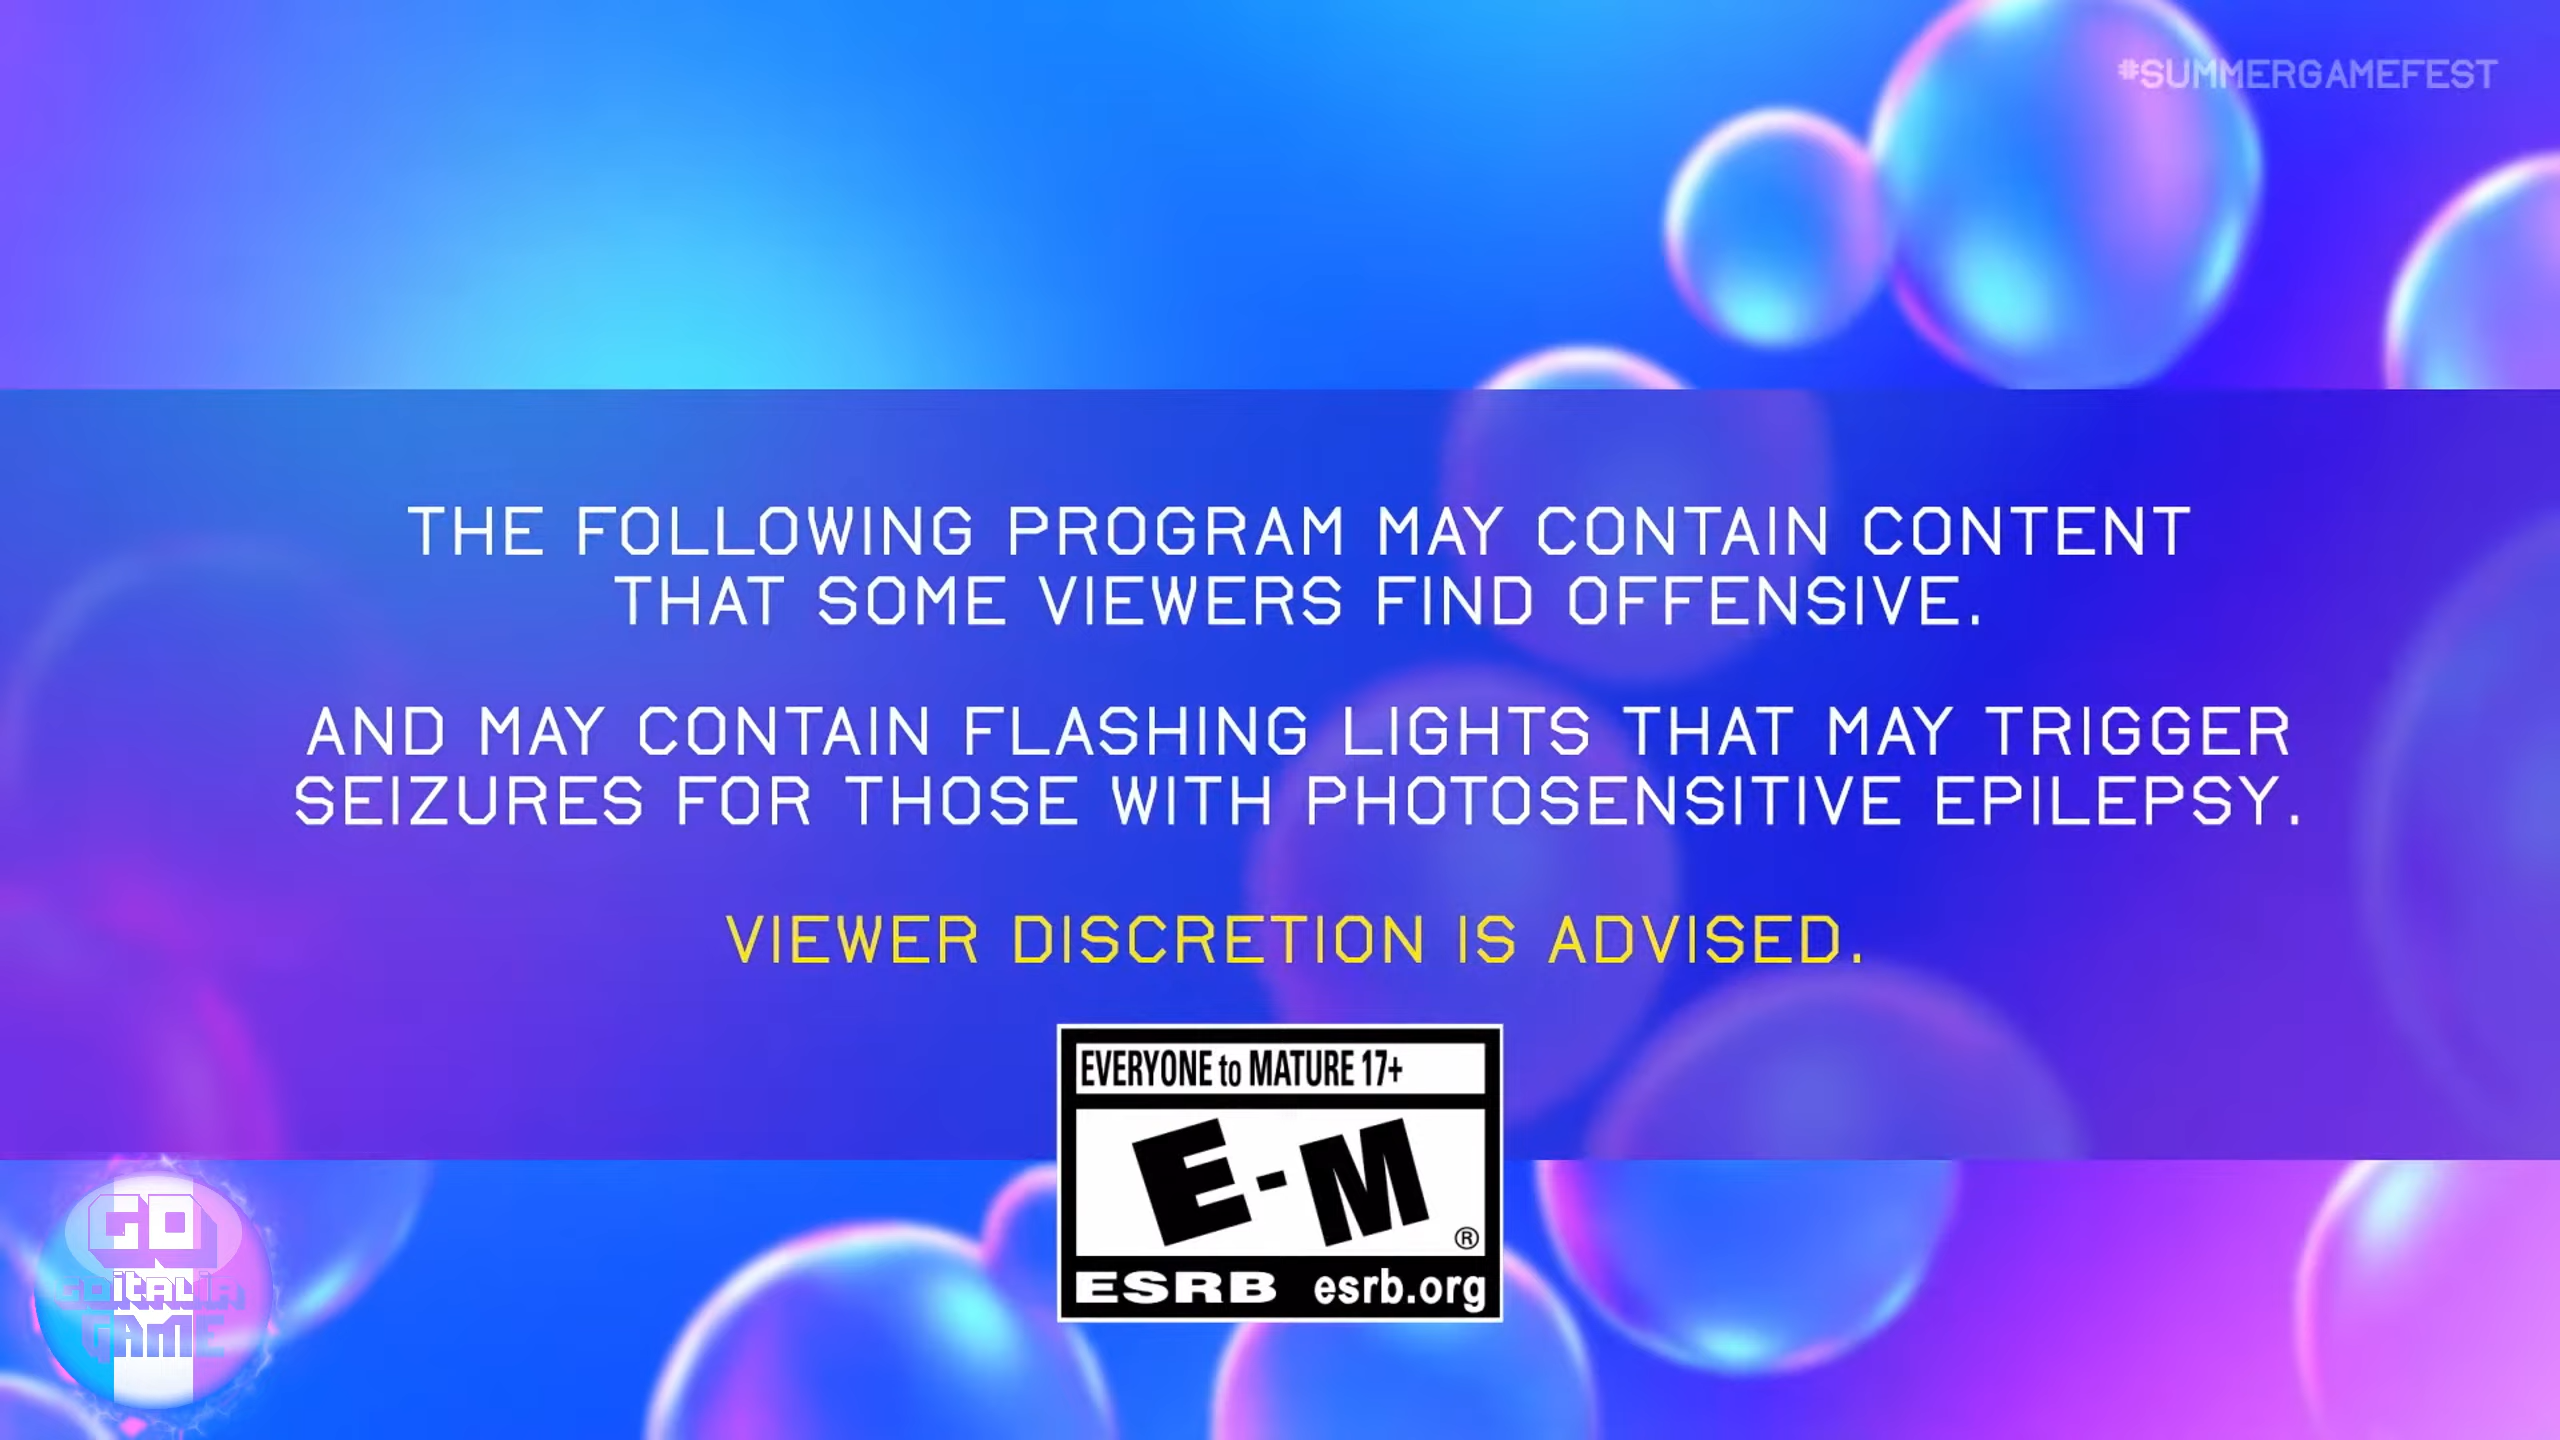 #SUMMERGAMEFEST
THE FOLLOWING PROGRAM MAY CONTAIN CONTENT
THAT SOME VIEWERS FIND OFFENSIVE.
AND MAY CONTAIN FLASHING LIGHTS THAT MAY TRIGGER
SEIZURES FOR THOSE WITH PHOTOSENSITIVE EPILEPSY.
VIEWER DISCRETION IS ADVISED.
EVERYONE to MATURE 17+
E-M
®
ESRB esrb.org
GO
GOITALIA
GAME